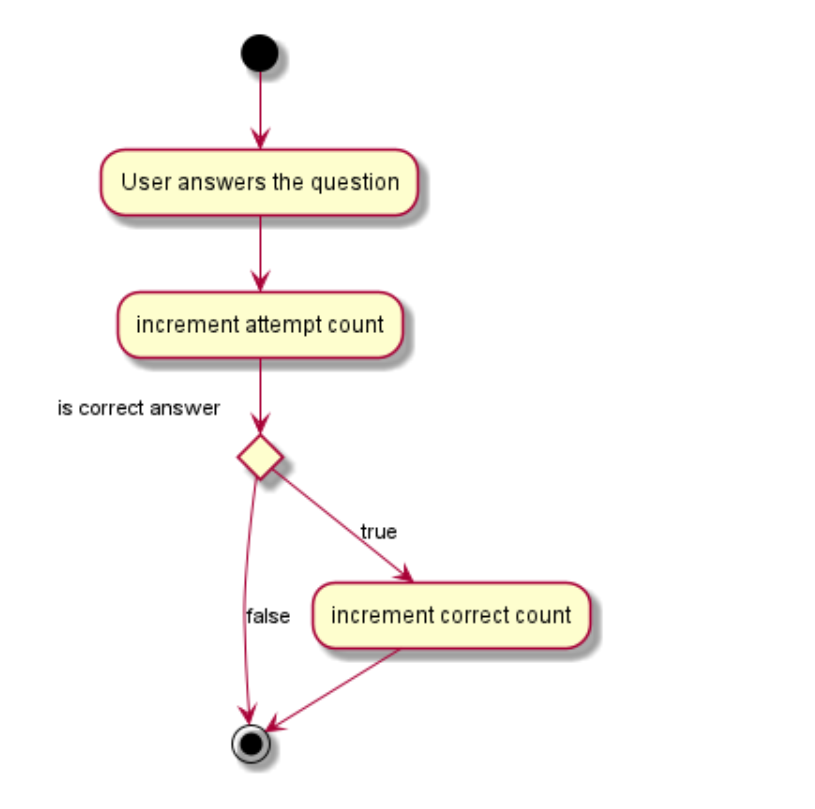 User answers the question
increment attempt count
is correct answer
true
false
increment correct count